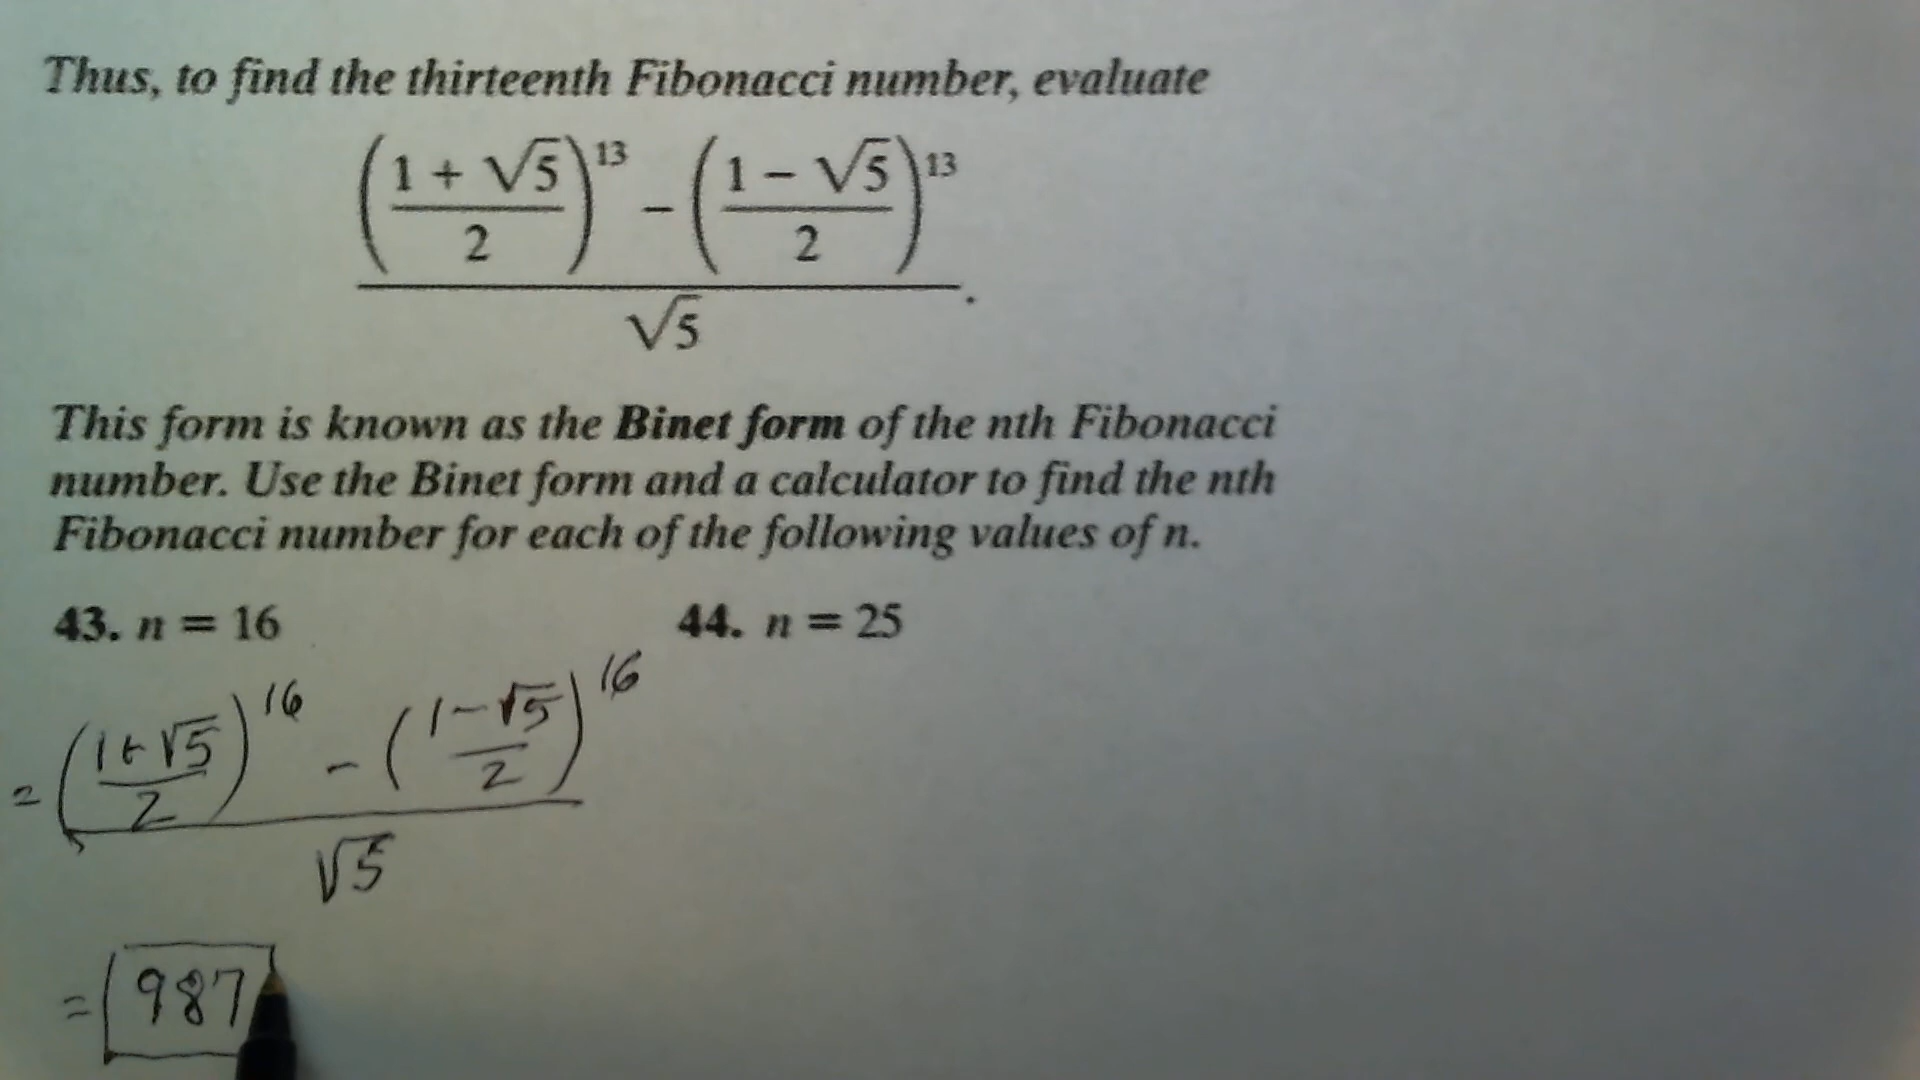 Thus, to find the thirteenth Fibonacci number, evaluate
((1 + √5)/2)^13 − ((1 − √5)/2)^13
√5 .
This form is known as the Binet form of the nth Fibonacci
number. Use the Binet form and a calculator to find the nth
Fibonacci number for each of the following values of n.
43. n = 16 44. n = 25
= ((1 + √5)/2)^16 − ((1 − √5)/2)^16
√5
= 987